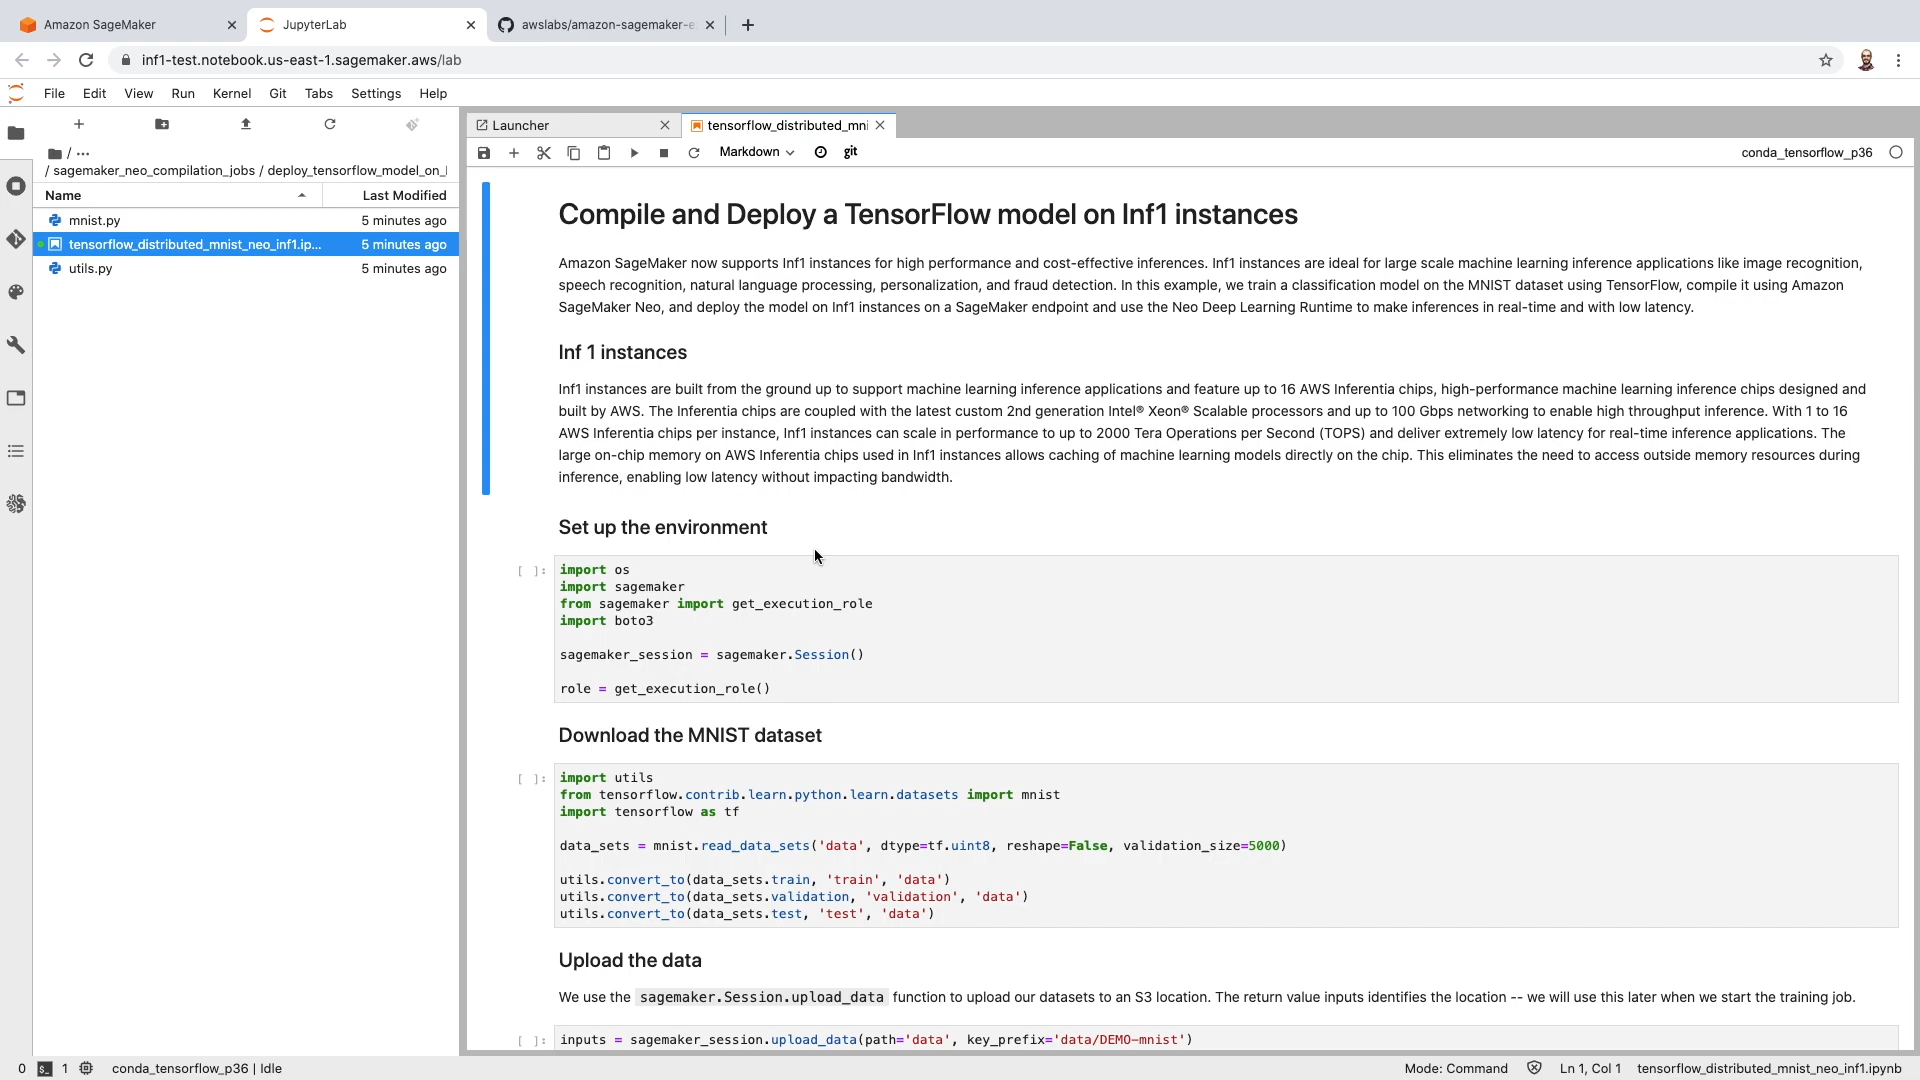 Amazon SageMaker
JupyterLab
awslabs/amazon-sagemaker-e
inf1-test.notebook.us-east-1.sagemaker.aws/lab
File Edit View Run Kernel Git Tabs Settings Help
/ ···
/ sagemaker_neo_compilation_jobs / deploy_tensorflow_model_on_I
Name Last Modified
mnist.py 5 minutes ago
tensorflow_distributed_mnist_neo_inf1.ip... 5 minutes ago
utils.py 5 minutes ago
Launcher
tensorflow_distributed_mni
Markdown
git
conda_tensorflow_p36
Compile and Deploy a TensorFlow model on Inf1 instances
Amazon SageMaker now supports Inf1 instances for high performance and cost-effective inferences. Inf1 instances are ideal for large scale machine learning inference applications like image recognition,
speech recognition, natural language processing, personalization, and fraud detection. In this example, we train a classification model on the MNIST dataset using TensorFlow, compile it using Amazon
SageMaker Neo, and deploy the model on Inf1 instances on a SageMaker endpoint and use the Neo Deep Learning Runtime to make inferences in real-time and with low latency.
Inf 1 instances
Inf1 instances are built from the ground up to support machine learning inference applications and feature up to 16 AWS Inferentia chips, high-performance machine learning inference chips designed and
built by AWS. The Inferentia chips are coupled with the latest custom 2nd generation Intel® Xeon® Scalable processors and up to 100 Gbps networking to enable high throughput inference. With 1 to 16
AWS Inferentia chips per instance, Inf1 instances can scale in performance to up to 2000 Tera Operations per Second (TOPS) and deliver extremely low latency for real-time inference applications. The
large on-chip memory on AWS Inferentia chips used in Inf1 instances allows caching of machine learning models directly on the chip. This eliminates the need to access outside memory resources during
inference, enabling low latency without impacting bandwidth.
Set up the environment
[ ]: import os
import sagemaker
from sagemaker import get_execution_role
import boto3
sagemaker_session = sagemaker.Session()
role = get_execution_role()
Download the MNIST dataset
[ ]: import utils
from tensorflow.contrib.learn.python.learn.datasets import mnist
import tensorflow as tf
data_sets = mnist.read_data_sets('data', dtype=tf.uint8, reshape=False, validation_size=5000)
utils.convert_to(data_sets.train, 'train', 'data')
utils.convert_to(data_sets.validation, 'validation', 'data')
utils.convert_to(data_sets.test, 'test', 'data')
Upload the data
We use the sagemaker.Session.upload_data function to upload our datasets to an S3 location. The return value inputs identifies the location -- we will use this later when we start the training job.
[ ]: inputs = sagemaker_session.upload_data(path='data', key_prefix='data/DEMO-mnist')
0 $_ 1 conda_tensorflow_p36 | Idle Mode: Command Ln 1, Col 1 tensorflow_distributed_mnist_neo_inf1.ipynb